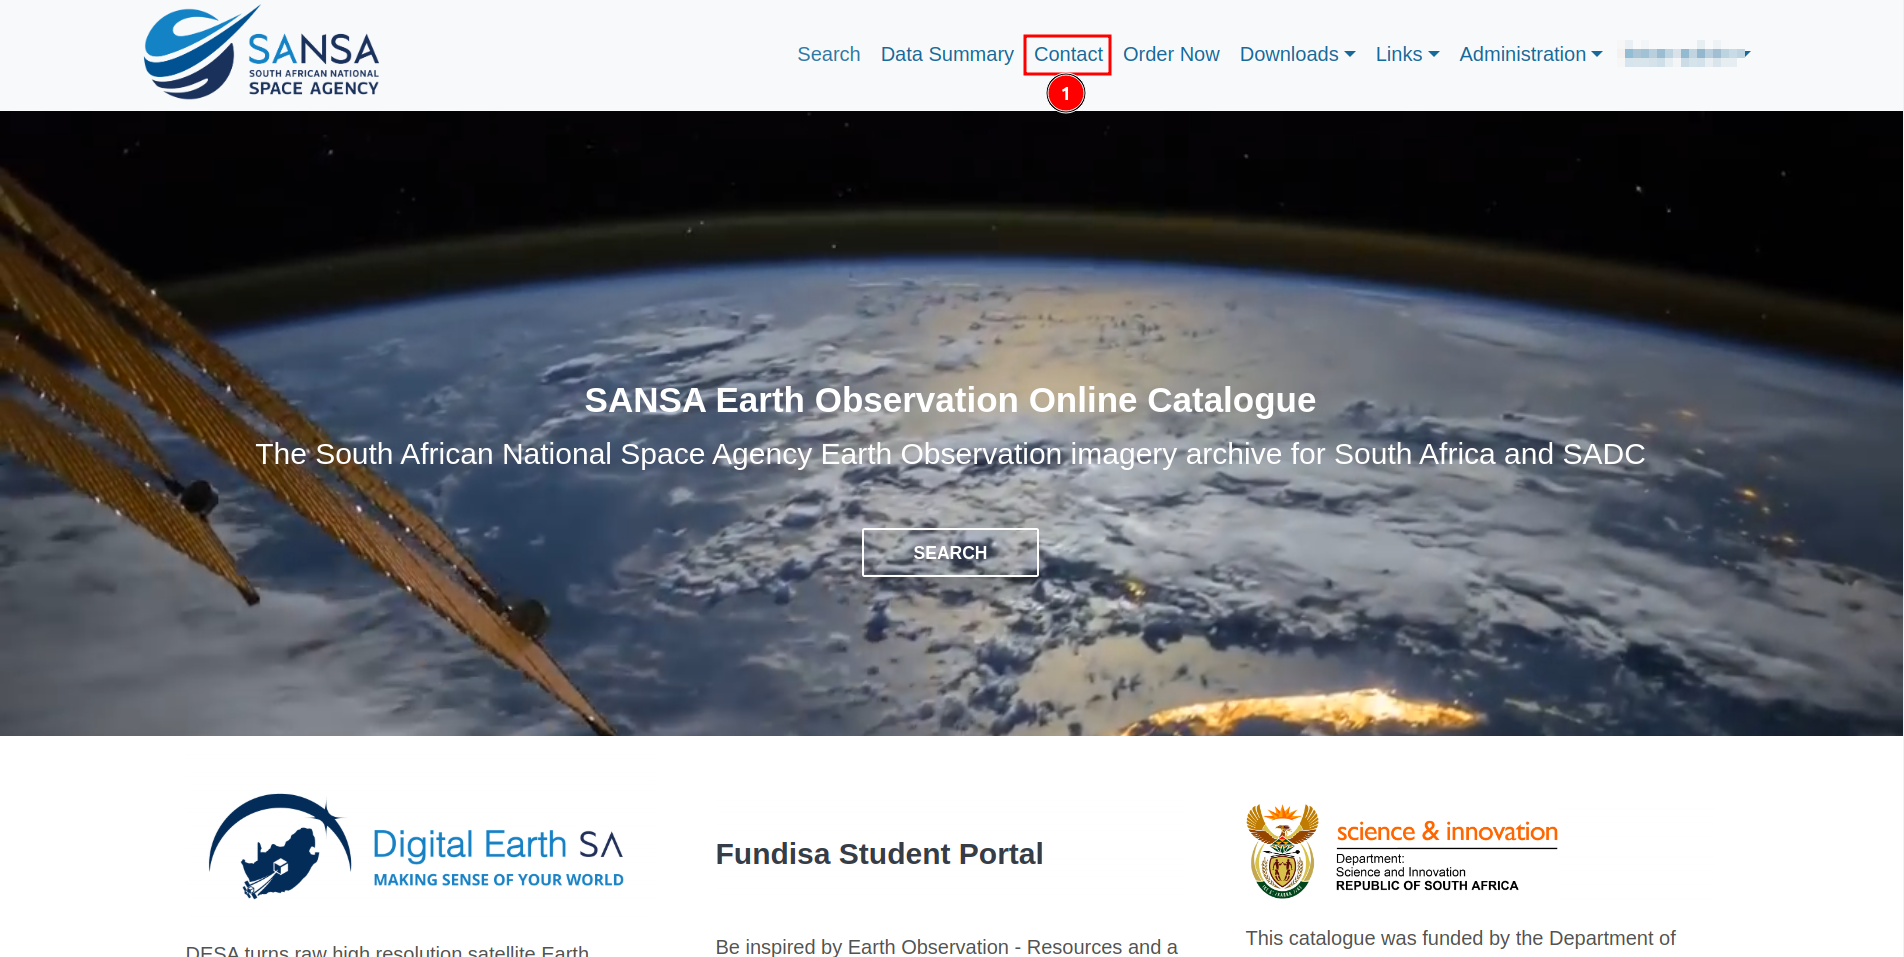 SANSA
SOUTH AFRICAN NATIONAL
SPACE AGENCY
Search Data Summary Contact Order Now Downloads Links Administration
1
SANSA Earth Observation Online Catalogue
The South African National Space Agency Earth Observation imagery archive for South Africa and SADC
SEARCH
Digital Earth SA
MAKING SENSE OF YOUR WORLD
DESA turns raw high resolution satellite Earth
Fundisa Student Portal
Be inspired by Earth Observation - Resources and a
science & innovation
Department:
Science and Innovation
REPUBLIC OF SOUTH AFRICA
This catalogue was funded by the Department of